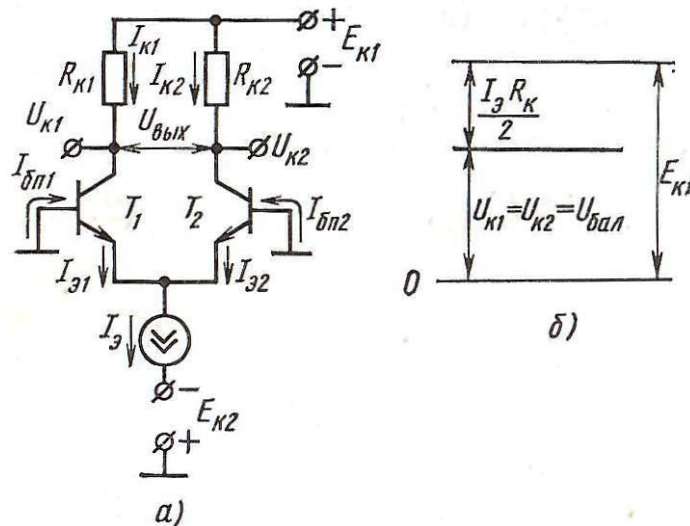 I_к1
+
E_к1
−
R_к1
I_к2
R_к2
U_к1
U_вых
U_к2
I_бп1
T_1
T_2
I_бп2
I_э1
I_э2
I_э
−
E_к2
+
а)
I_э R_к
2
E_к1
U_к1=U_к2=U_бал
0
б)